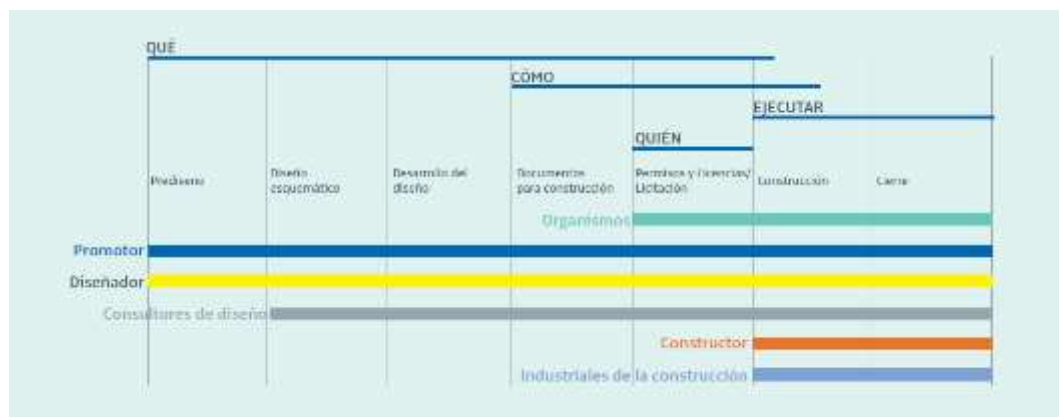 QUÉ
CÓMO
EJECUTAR
QUIÉN
Prediseño
Diseño
esquemático
Desarrollo del
diseño
Documentos
para construcción
Permisos y Licencias/
Licitación
Construcción
Cierre
Organismos
Promotor
Diseñador
Consultores de diseño
Constructor
Industriales de la construcción